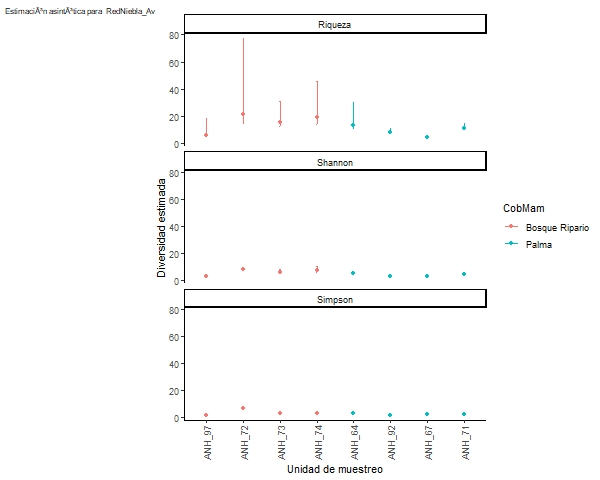 EstimaciÃ³n asintÃ³tica para RedNiebla_Av
Riqueza
80
60
40
20
0
Shannon
80
60
40
20
0
Simpson
80
60
40
20
0
Diversidad estimada
ANH_97
ANH_72
ANH_73
ANH_74
ANH_64
ANH_92
ANH_67
ANH_71
Unidad de muestreo
CobMam
Bosque Ripario
Palma